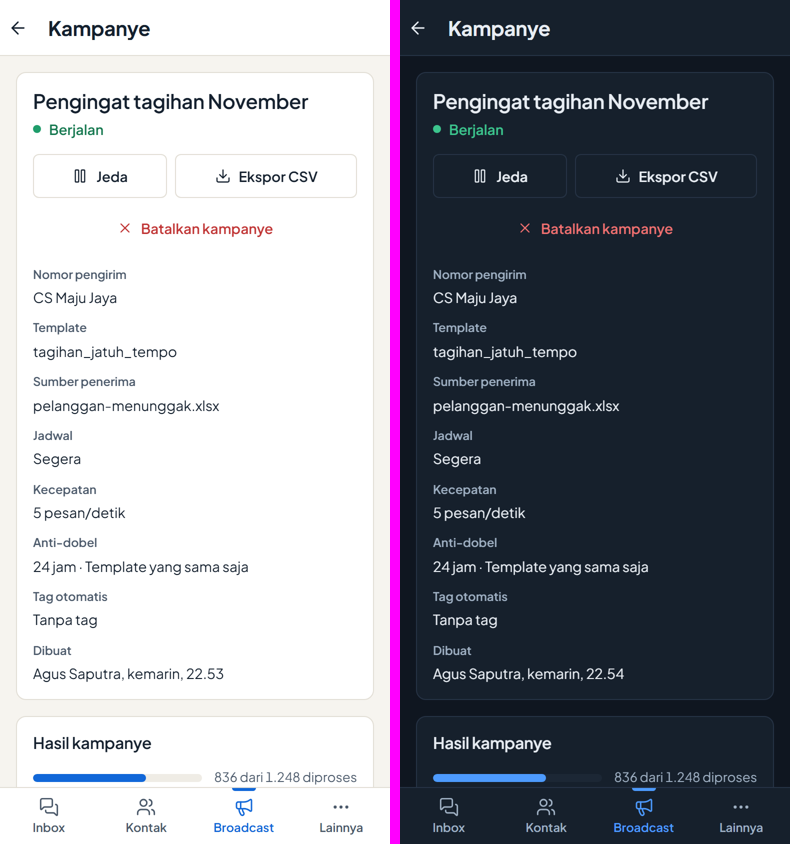 Kampanye
Pengingat tagihan November
Berjalan
Jeda
Ekspor CSV
Batalkan kampanye
Nomor pengirim
CS Maju Jaya
Template
tagihan_jatuh_tempo
Sumber penerima
pelanggan-menunggak.xlsx
Jadwal
Segera
Kecepatan
5 pesan/detik
Anti-dobel
24 jam · Template yang sama saja
Tag otomatis
Tanpa tag
Dibuat
Agus Saputra, kemarin, 22.53
Hasil kampanye
836 dari 1.248 diproses
Inbox
Kontak
Broadcast
Lainnya
Kampanye
Pengingat tagihan November
Berjalan
Jeda
Ekspor CSV
Batalkan kampanye
Nomor pengirim
CS Maju Jaya
Template
tagihan_jatuh_tempo
Sumber penerima
pelanggan-menunggak.xlsx
Jadwal
Segera
Kecepatan
5 pesan/detik
Anti-dobel
24 jam · Template yang sama saja
Tag otomatis
Tanpa tag
Dibuat
Agus Saputra, kemarin, 22.54
Hasil kampanye
836 dari 1.248 diproses
Inbox
Kontak
Broadcast
Lainnya